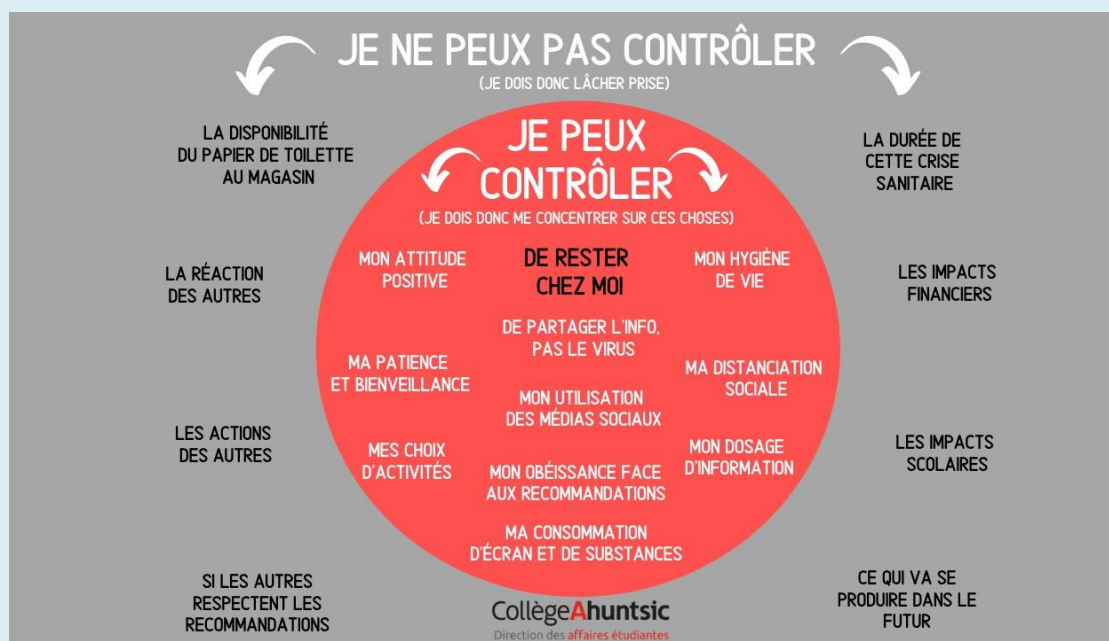 JE NE PEUX PAS CONTRÔLER
(JE DOIS DONC LÂCHER PRISE)
LA DISPONIBILITÉ
DU PAPIER DE TOILETTE
AU MAGASIN
LA RÉACTION
DES AUTRES
LES ACTIONS
DES AUTRES
SI LES AUTRES
RESPECTENT LES
RECOMMANDATIONS
JE PEUX
CONTRÔLER
(JE DOIS DONC ME CONCENTRER SUR CES CHOSES)
MON ATTITUDE
POSITIVE
MA PATIENCE
ET BIENVEILLANCE
MES CHOIX
D'ACTIVITÉS
DE RESTER
CHEZ MOI
DE PARTAGER L'INFO,
PAS LE VIRUS
MON UTILISATION
DES MÉDIAS SOCIAUX
MON OBÉISSANCE FACE
AUX RECOMMANDATIONS
MA CONSOMMATION
D'ÉCRAN ET DE SUBSTANCES
MON HYGIÈNE
DE VIE
MA DISTANCIATION
SOCIALE
MON DOSAGE
D'INFORMATION
LA DURÉE DE
CETTE CRISE
SANITAIRE
LES IMPACTS
FINANCIERS
LES IMPACTS
SCOLAIRES
CE QUI VA SE
PRODUIRE DANS LE
FUTUR
CollègeAhuntsic
Direction des affaires étudiantes